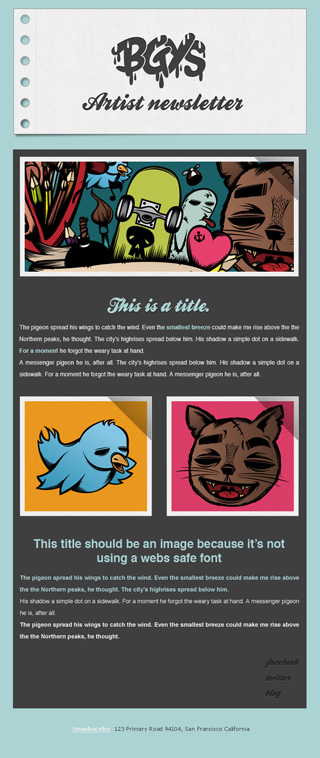 BGYS
Artist newsletter
This is a title.
The pigeon spread his wings to catch the wind. Even the smallest breeze could make me rise above the the
Northern peaks, he thought. The city's highrises spread below him. His shadow a simple dot on a sidewalk.
For a moment he forgot the weary task at hand.
A messenger pigeon he is, after all. The city's highrises spread below him. His shadow a simple dot on a
sidewalk. For a moment he forgot the weary task at hand. A messenger pigeon he is, after all.
This title should be an image because it's not
using a webs safe font
The pigeon spread his wings to catch the wind. Even the smallest breeze could make me rise above
the the Northern peaks, he thought. The city's highrises spread below him.
His shadow a simple dot on a sidewalk. For a moment he forgot the weary task at hand. A messenger pigeon
he is, after all.
The pigeon spread his wings to catch the wind. Even the smallest breeze could make me rise above
the the Northern peaks, he thought.
facebook
twitter
blog
Unsubscribe 123 Primary Road 94104, San Francisco California